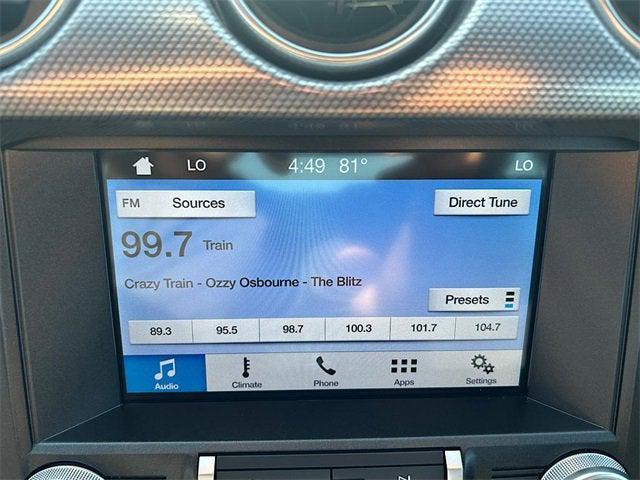 LO 4:49 81° LO
FM Sources Direct Tune
99.7 Train
Crazy Train - Ozzy Osbourne - The Blitz
Presets
89.3 95.5 98.7 100.3 101.7 104.7
Audio Climate Phone Apps Settings